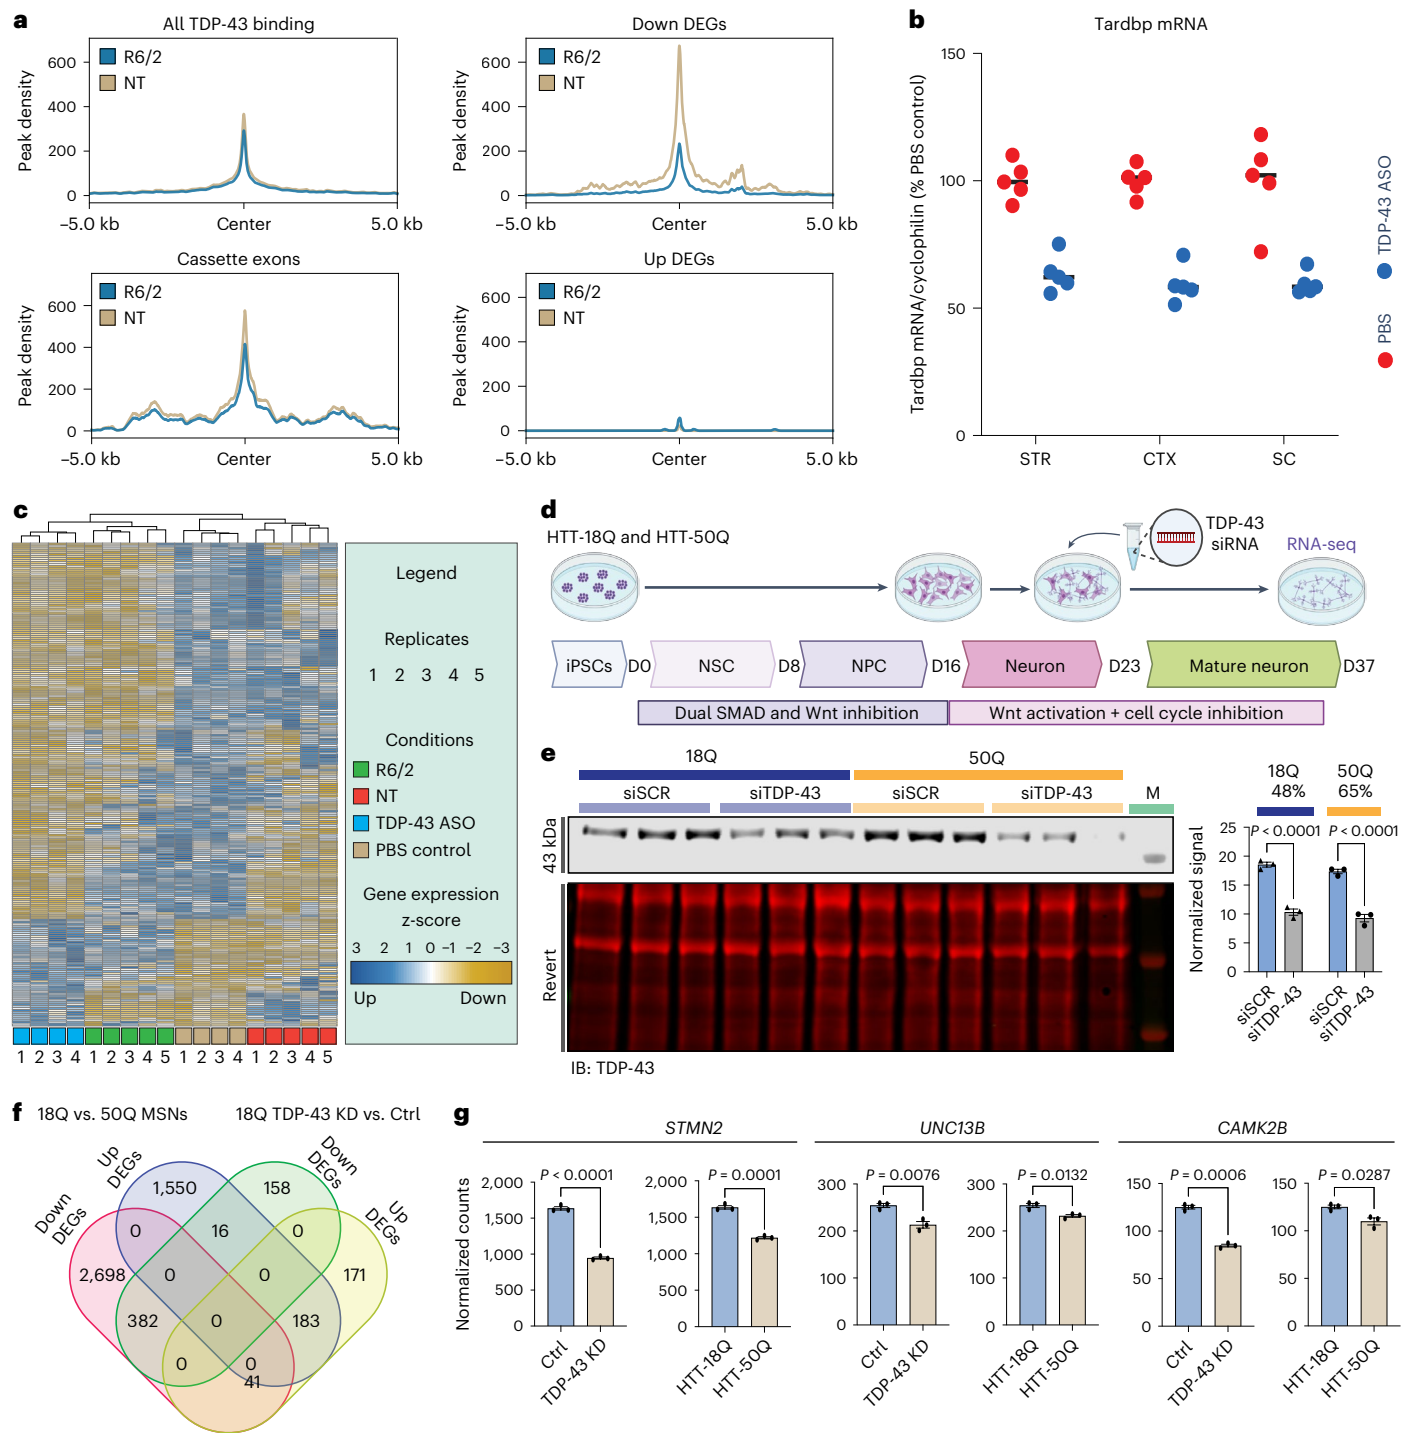 a
All TDP-43 binding
Peak density
600
400
200
0
R6/2
NT
−5.0 kb
Center
5.0 kb
Down DEGs
Peak density
600
400
200
0
R6/2
NT
−5.0 kb
Center
5.0 kb
Cassette exons
Peak density
600
400
200
0
R6/2
NT
−5.0 kb
Center
5.0 kb
Up DEGs
Peak density
600
400
200
0
R6/2
NT
−5.0 kb
Center
5.0 kb
b
Tardbp mRNA
Tardbp mRNA/cyclophilin (% PBS control)
150
100
50
0
STR
CTX
SC
TDP-43 ASO
PBS
c
Legend
Replicates
1 2 3 4 5
Conditions
R6/2
NT
TDP-43 ASO
PBS control
Gene expression
z-score
3 2 1 0 −1 −2 −3
Up
Down
1 2 3 4 1 2 3 4 5 1 2 3 4 1 2 3 4 5
d
HTT-18Q and HTT-50Q
TDP-43
siRNA
RNA-seq
iPSCs
D0
NSC
D8
NPC
D16
Neuron
D23
Mature neuron
D37
Dual SMAD and Wnt inhibition
Wnt activation + cell cycle inhibition
e
18Q
50Q
siSCR
siTDP-43
siSCR
siTDP-43
M
43 kDa
Revert
IB: TDP-43
18Q
48%
50Q
65%
P < 0.0001
P < 0.0001
Normalized signal
25
20
15
10
5
0
siSCR
siTDP-43
siSCR
siTDP-43
f
18Q vs. 50Q MSNs
18Q TDP-43 KD vs. Ctrl
Down
DEGs
Up
DEGs
Down
DEGs
Up
DEGs
1,550
158
0
16
0
2,698
0
0
171
382
0
183
0
0
41
g
STMN2
UNC13B
CAMK2B
Normalized counts
P < 0.0001
2,000
1,500
1,000
500
0
Ctrl
TDP-43 KD
P = 0.0001
2,000
1,500
1,000
500
0
HTT-18Q
HTT-50Q
P = 0.0076
300
200
100
0
Ctrl
TDP-43 KD
P = 0.0132
300
200
100
0
HTT-18Q
HTT-50Q
P = 0.0006
150
100
50
0
Ctrl
TDP-43 KD
P = 0.0287
150
100
50
0
HTT-18Q
HTT-50Q